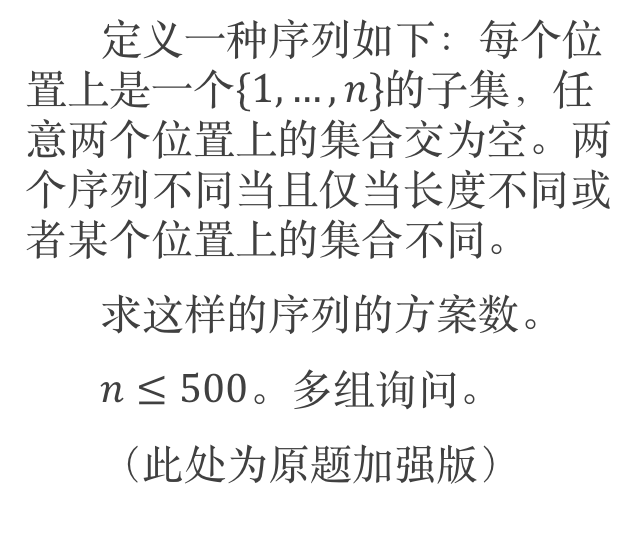 定义一种序列如下：每个位
置上是一个{1, …, n}的子集，任
意两个位置上的集合交为空。两
个序列不同当且仅当长度不同或
者某个位置上的集合不同。
求这样的序列的方案数。
n ≤ 500。多组询问。
（此处为原题加强版）